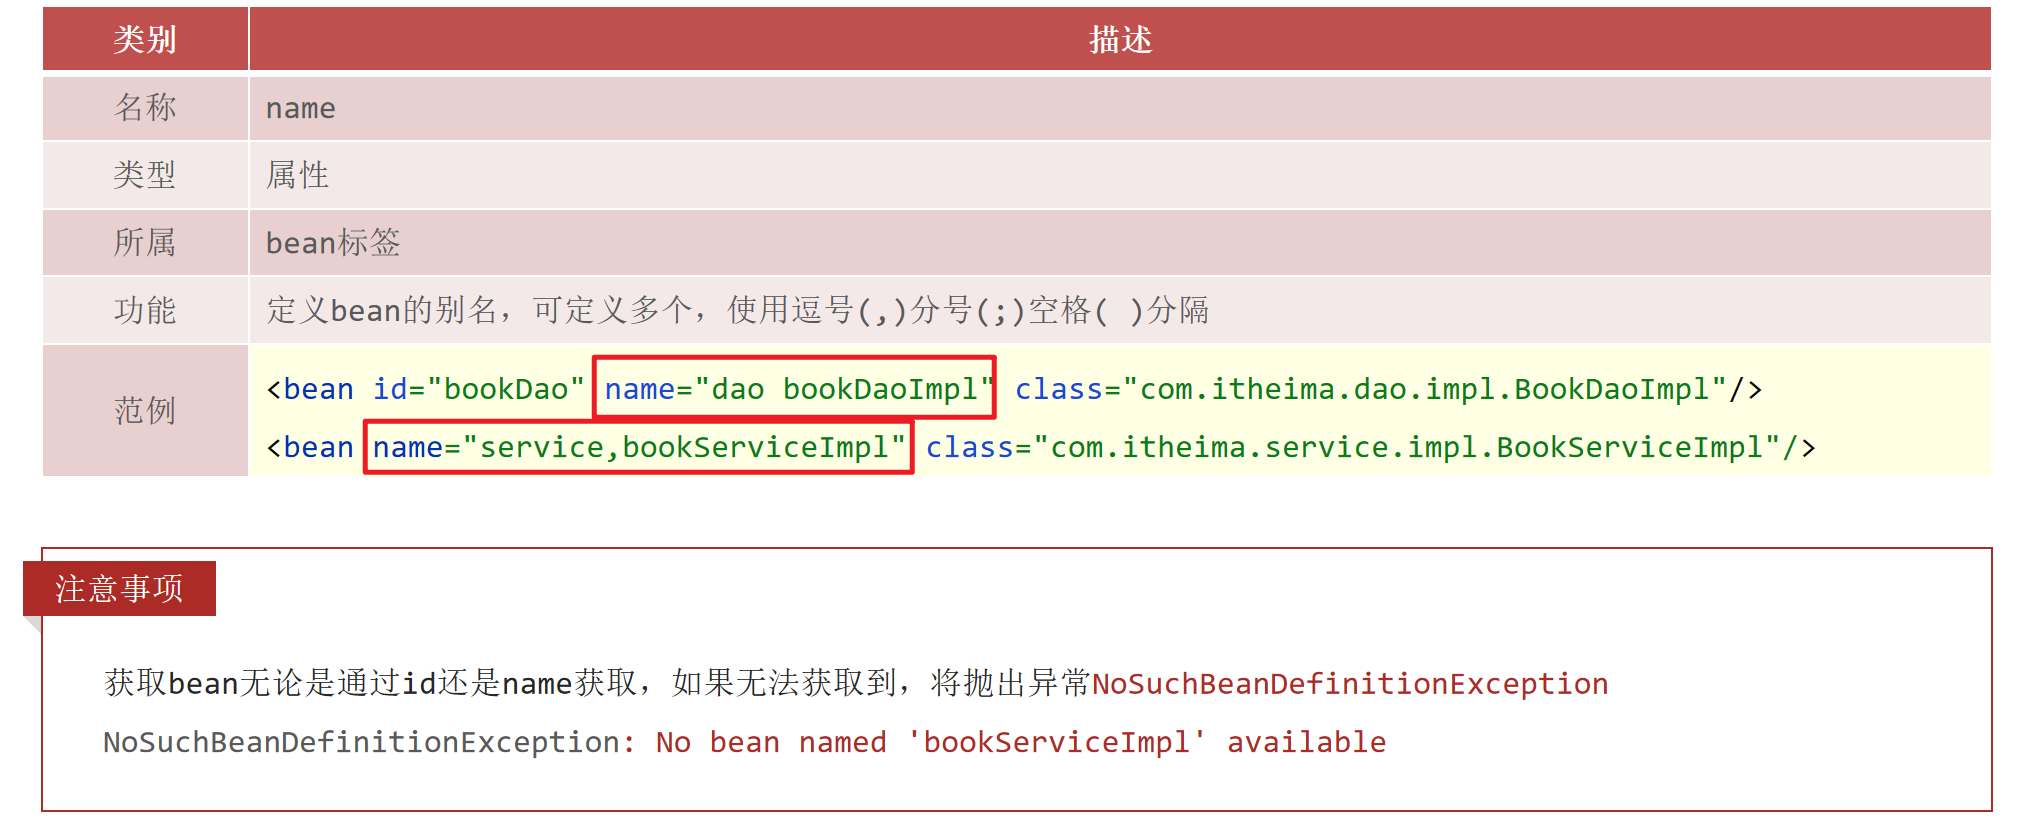 类别 描述
名称 name
类型 属性
所属 bean标签
功能 定义bean的别名，可定义多个，使用逗号(,)分号(;)空格( )分隔
范例
<bean id="bookDao" name="dao bookDaoImpl" class="com.itheima.dao.impl.BookDaoImpl"/>
<bean name="service,bookServiceImpl" class="com.itheima.service.impl.BookServiceImpl"/>
注意事项
获取bean无论是通过id还是name获取，如果无法获取到，将抛出异常NoSuchBeanDefinitionException
NoSuchBeanDefinitionException: No bean named 'bookServiceImpl' available